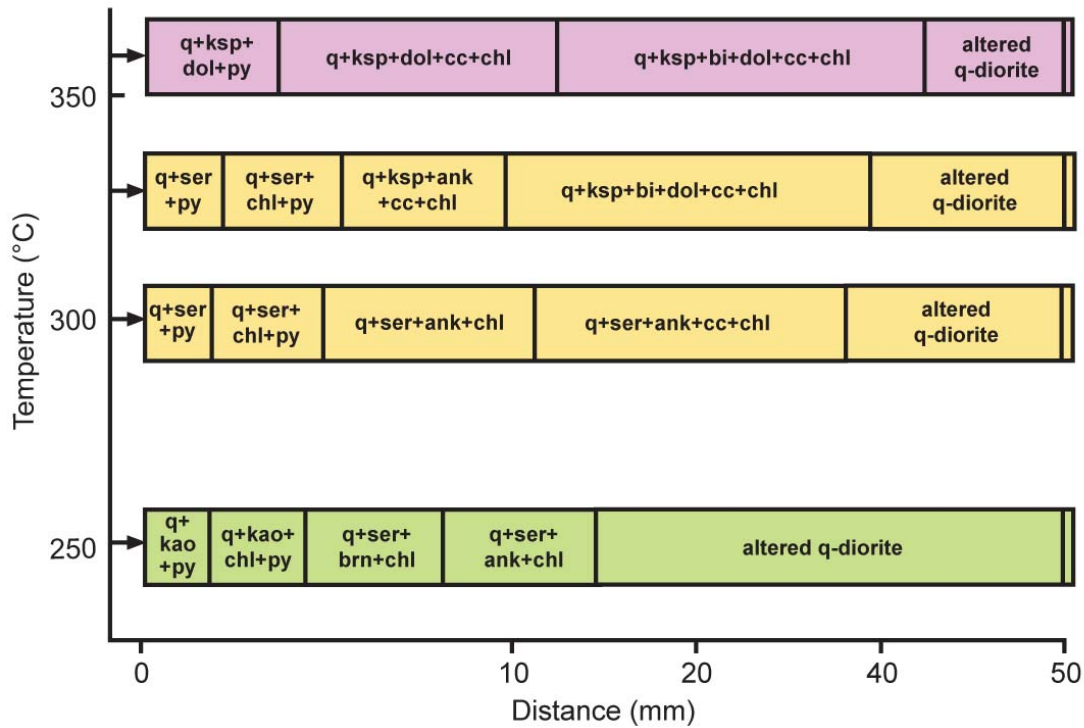 q+ksp+
dol+py
q+ksp+dol+cc+chl
q+ksp+bi+dol+cc+chl
altered
q-diorite
350
q+ser
+py
q+ser+
chl+py
q+ksp+ank
+cc+chl
q+ksp+bi+dol+cc+chl
altered
q-diorite
Temperature (°C)
300
q+ser
+py
q+ser+
chl+py
q+ser+ank+chl
q+ser+ank+cc+chl
altered
q-diorite
250
q+
kao
+py
q+kao+
chl+py
q+ser+
brn+chl
q+ser+
ank+chl
altered q-diorite
0 10 20 40 50
Distance (mm)